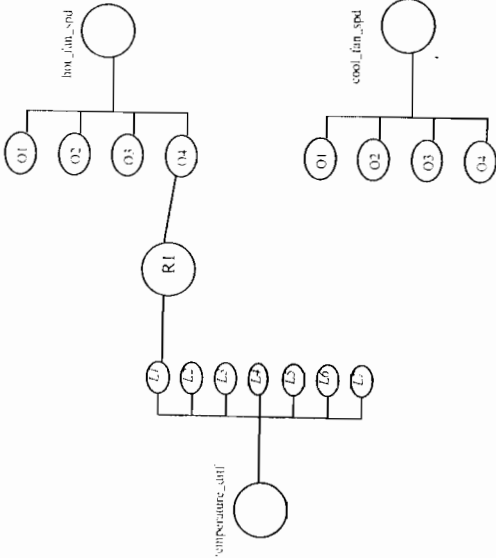 hot_fan_spd
O1
O2
O3
O4
cool_fan_spd
O1
O2
O3
O4
R1
L1
L2
L3
L4
L5
L6
L7
temperature_diff